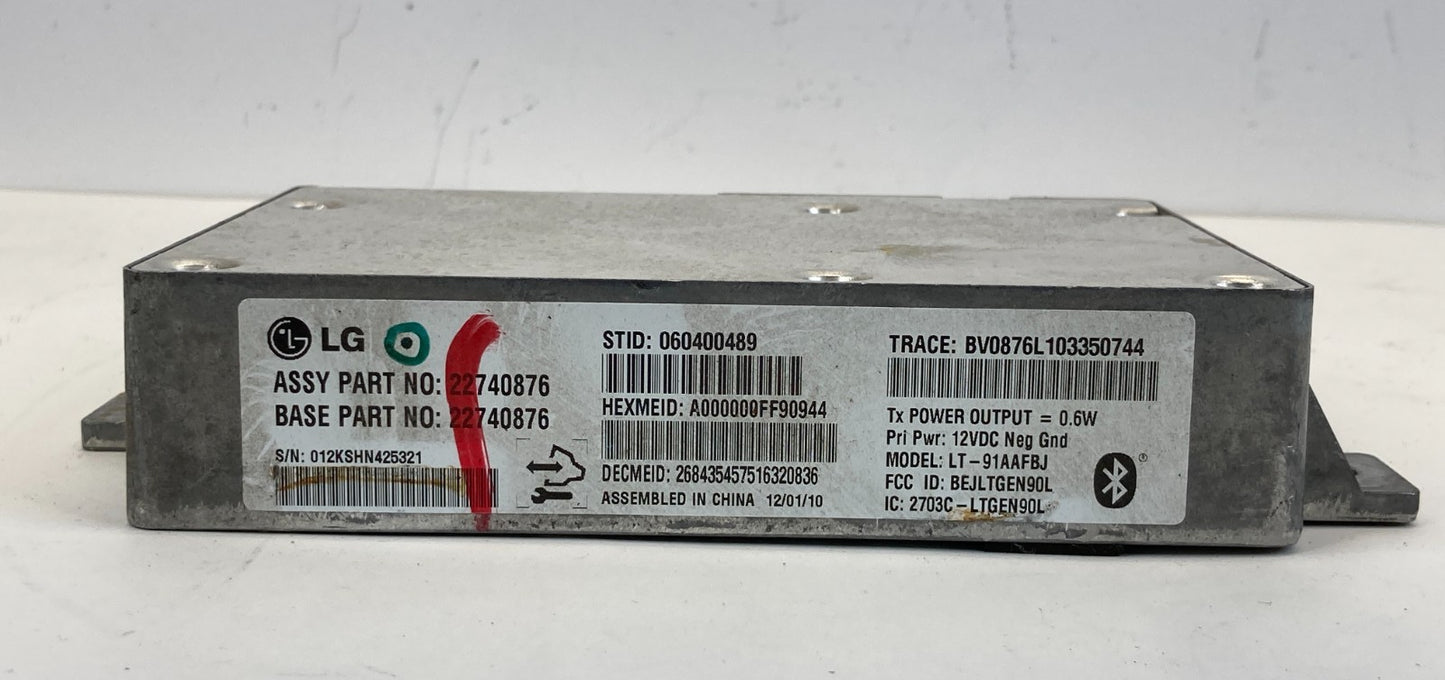 LG
ASSY PART NO: 22740876
BASE PART NO: 22740876
S/N: 012KSHN425321
STID: 060400489
HEXMEID: A000000FF90944
DECMEID: 268435457516320836
ASSEMBLED IN CHINA 12/01/10
TRACE: BV0876L103350744
Tx POWER OUTPUT = 0.6W
Pri Pwr: 12VDC Neg Gnd
MODEL: LT-91AAFBJ
FCC ID: BEJLTGEN90L
IC: 2703C-LTGEN90L